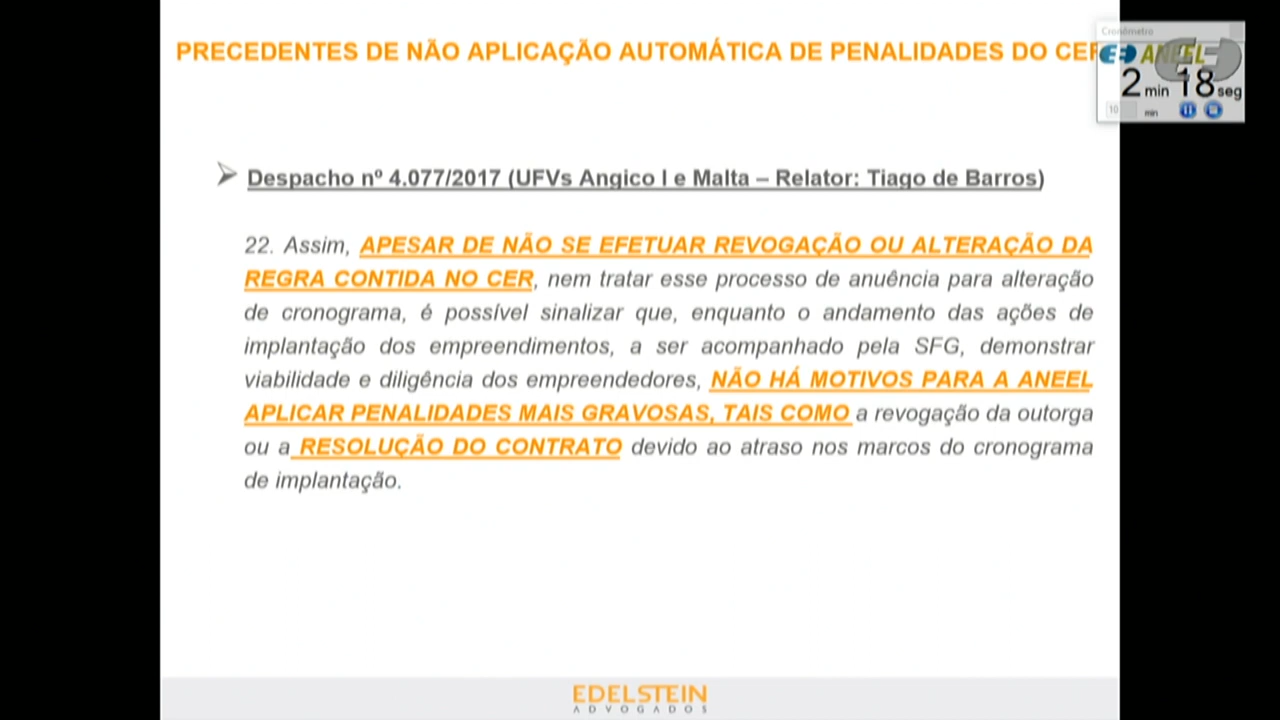 PRECEDENTES DE NÃO APLICAÇÃO AUTOMÁTICA DE PENALIDADES DO CER
Cronômetro
ANEEL
2 min 18 seg
10 min
Despacho nº 4.077/2017 (UFVs Angico I e Malta – Relator: Tiago de Barros)
22. Assim, APESAR DE NÃO SE EFETUAR REVOGAÇÃO OU ALTERAÇÃO DA
REGRA CONTIDA NO CER, nem tratar esse processo de anuência para alteração
de cronograma, é possível sinalizar que, enquanto o andamento das ações de
implantação dos empreendimentos, a ser acompanhado pela SFG, demonstrar
viabilidade e diligência dos empreendedores, NÃO HÁ MOTIVOS PARA A ANEEL
APLICAR PENALIDADES MAIS GRAVOSAS, TAIS COMO a revogação da outorga
ou a RESOLUÇÃO DO CONTRATO devido ao atraso nos marcos do cronograma
de implantação.
EDELSTEIN
ADVOGADOS